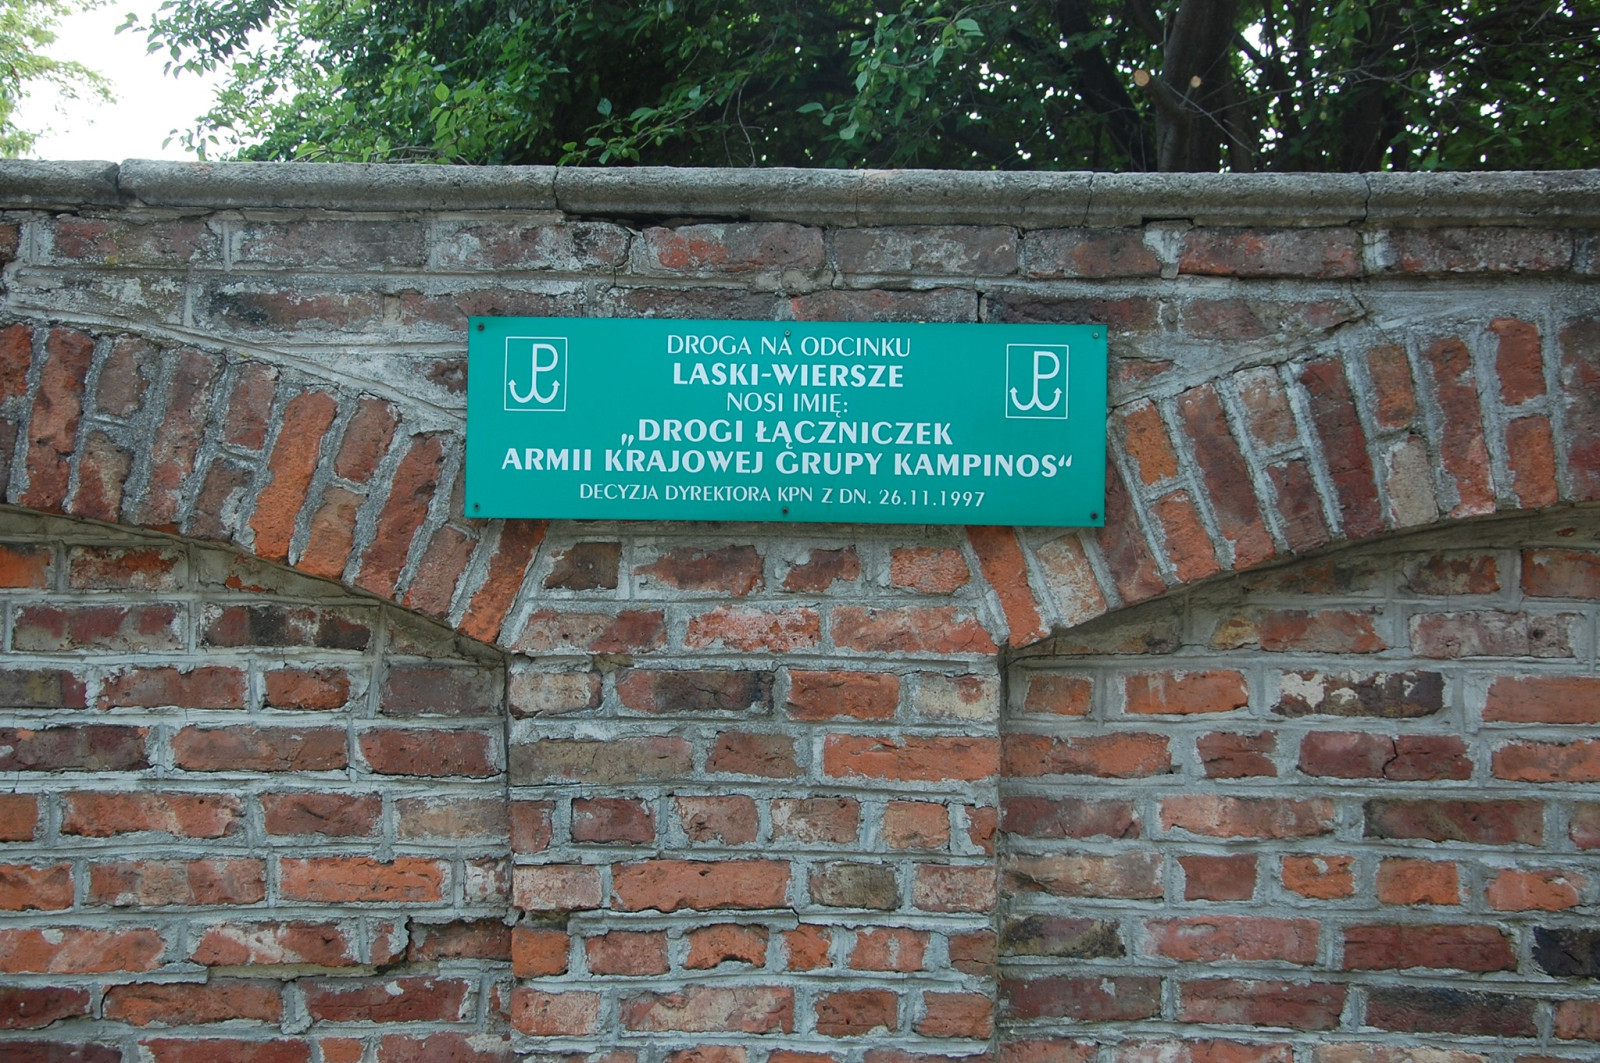 DROGA NA ODCINKU
LASKI-WIERSZE
NOSI IMIĘ:
„DROGI ŁĄCZNICZEK
ARMII KRAJOWEJ GRUPY KAMPINOS“
DECYZJA DYREKTORA KPN Z DN. 26.11.1997